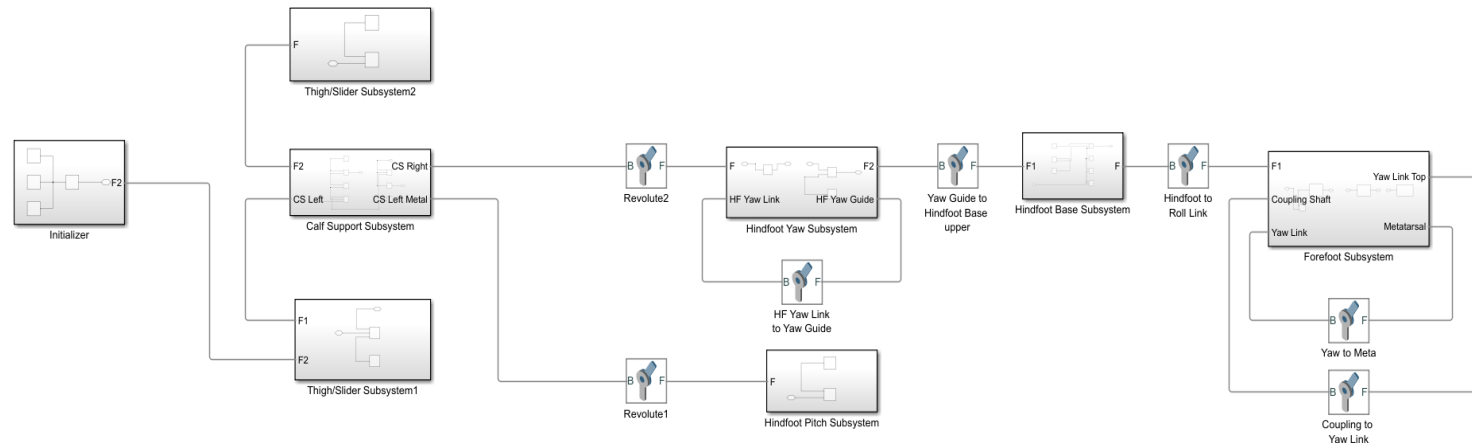 F
Thigh/Slider Subsystem2
F2
Initializer
F2
CS Right
CS Left
CS Left Metal
Calf Support Subsystem
F1
F2
Thigh/Slider Subsystem1
B
F
Revolute2
F
F2
HF Yaw Link
HF Yaw Guide
Hindfoot Yaw Subsystem
B
F
HF Yaw Link
to Yaw Guide
B
F
Revolute1
F
Hindfoot Pitch Subsystem
B
F
Yaw Guide to
Hindfoot Base
upper
F1
F
Hindfoot Base Subsystem
B
F
Hindfoot to
Roll Link
F1
Yaw Link Top
Coupling Shaft
Yaw Link
Metatarsal
Forefoot Subsystem
B
F
Yaw to Meta
B
F
Coupling to
Yaw Link